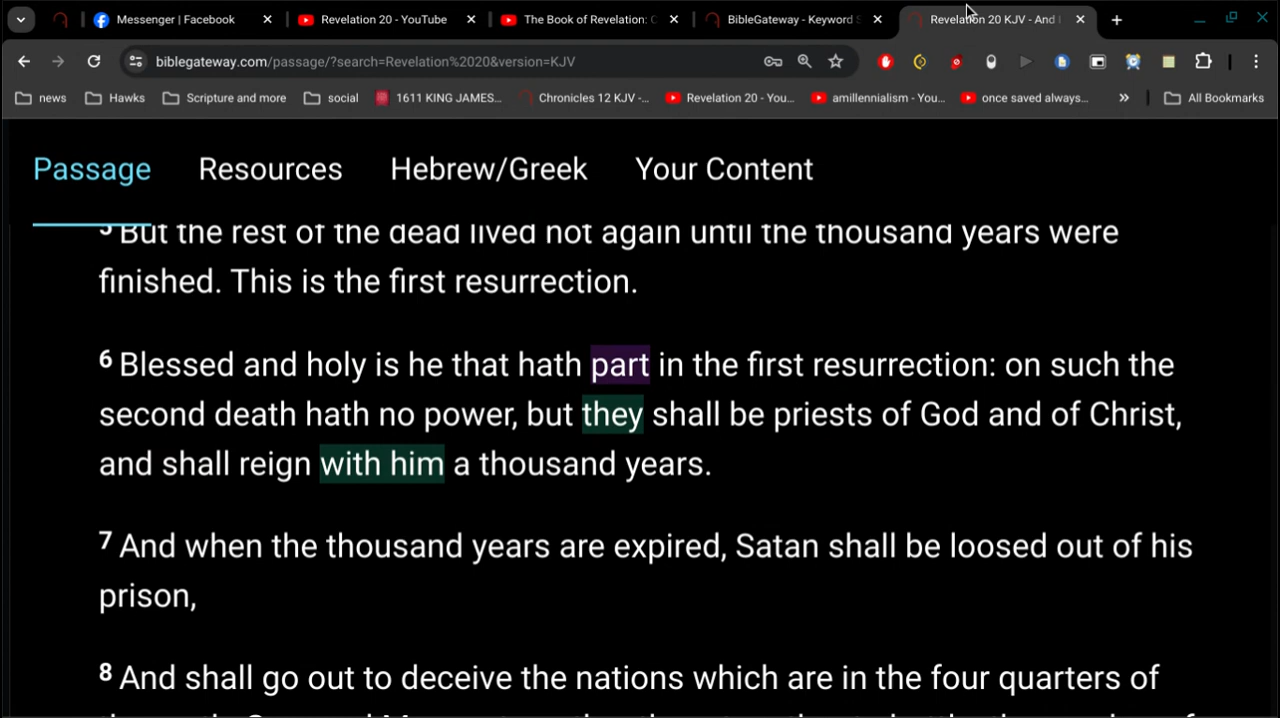 Messenger | Facebook
Revelation 20 - YouTube
The Book of Revelation: C
BibleGateway - Keyword S
Revelation 20 KJV - And I
biblegateway.com/passage/?search=Revelation%2020&version=KJV
news
Hawks
Scripture and more
social
1611 KING JAMES...
Chronicles 12 KJV -...
Revelation 20 - You...
amillennialism - You...
once saved always...
All Bookmarks
Passage
Resources
Hebrew/Greek
Your Content
5 But the rest of the dead lived not again until the thousand years were
finished. This is the first resurrection.
6 Blessed and holy is he that hath part in the first resurrection: on such the
second death hath no power, but they shall be priests of God and of Christ,
and shall reign with him a thousand years.
7 And when the thousand years are expired, Satan shall be loosed out of his
prison,
8 And shall go out to deceive the nations which are in the four quarters of